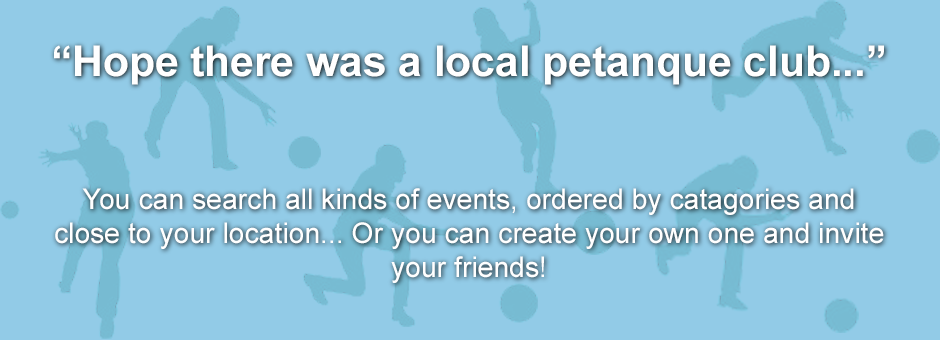 “Hope there was a local petanque club...”
You can search all kinds of events, ordered by catagories and
close to your location... Or you can create your own one and invite
your friends!